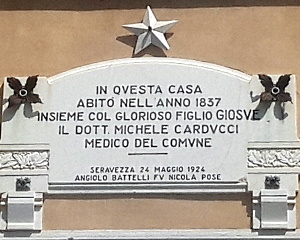 IN QVESTA CASA
ABITÒ NELL'ANNO 1837
INSIEME COL GLORIOSO FIGLIO GIOSVE
IL DOTT. MICHELE CARDVCCI
MEDICO DEL COMVNE
SERAVEZZA 24 MAGGIO 1924
ANGIOLO BATTELLI FV NICOLA POSE